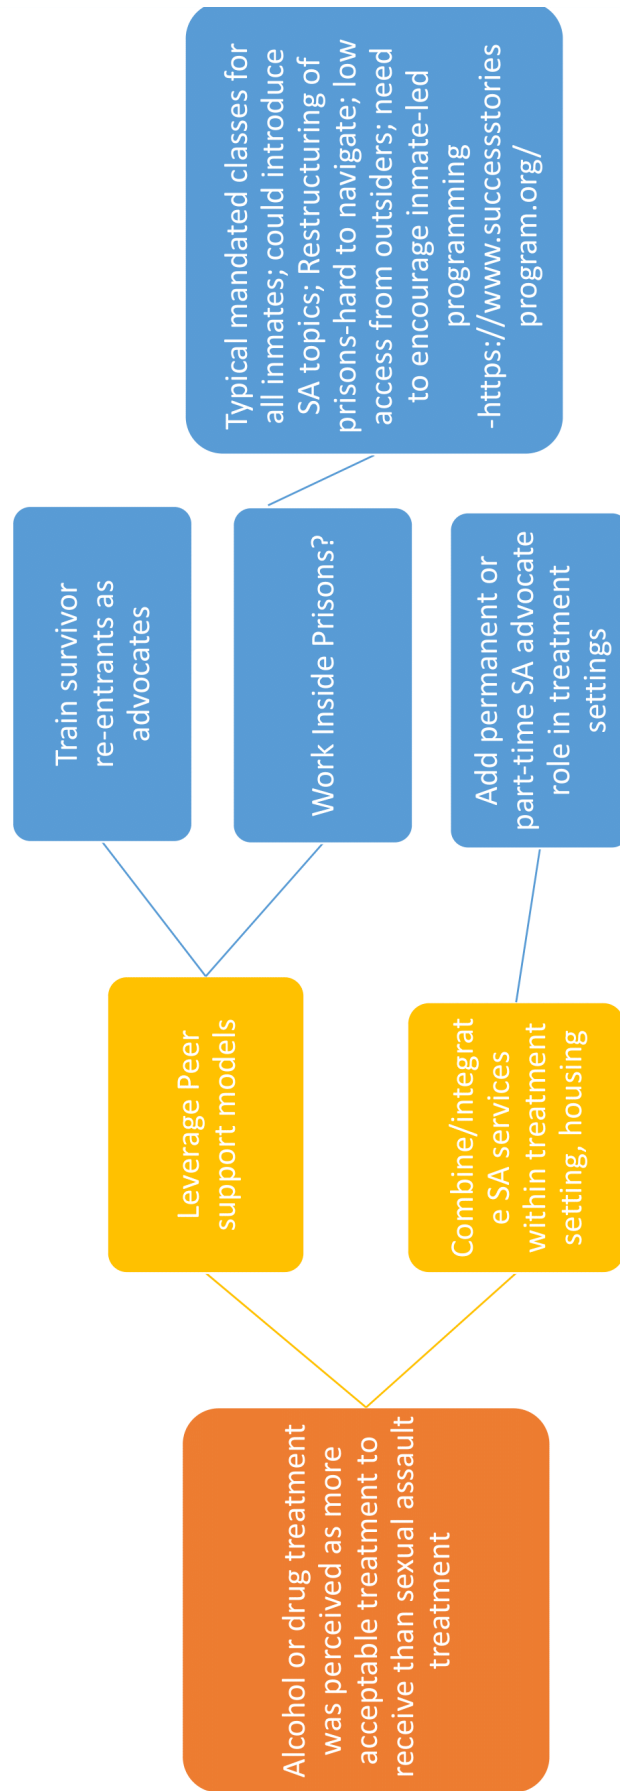 Alcohol or drug treatment
was perceived as more
acceptable treatment to
receive than sexual assault
treatment
Leverage Peer
support models
Combine/integrat
e SA services
within treatment
setting, housing
Train survivor
re-entrants as
advocates
Work Inside Prisons?
Add permanent or
part-time SA advocate
role in treatment
settings
Typical mandated classes for
all inmates; could introduce
SA topics; Restructuring of
prisons-hard to navigate; low
access from outsiders; need
to encourage inmate-led
programming
-https://www.successstories
program.org/